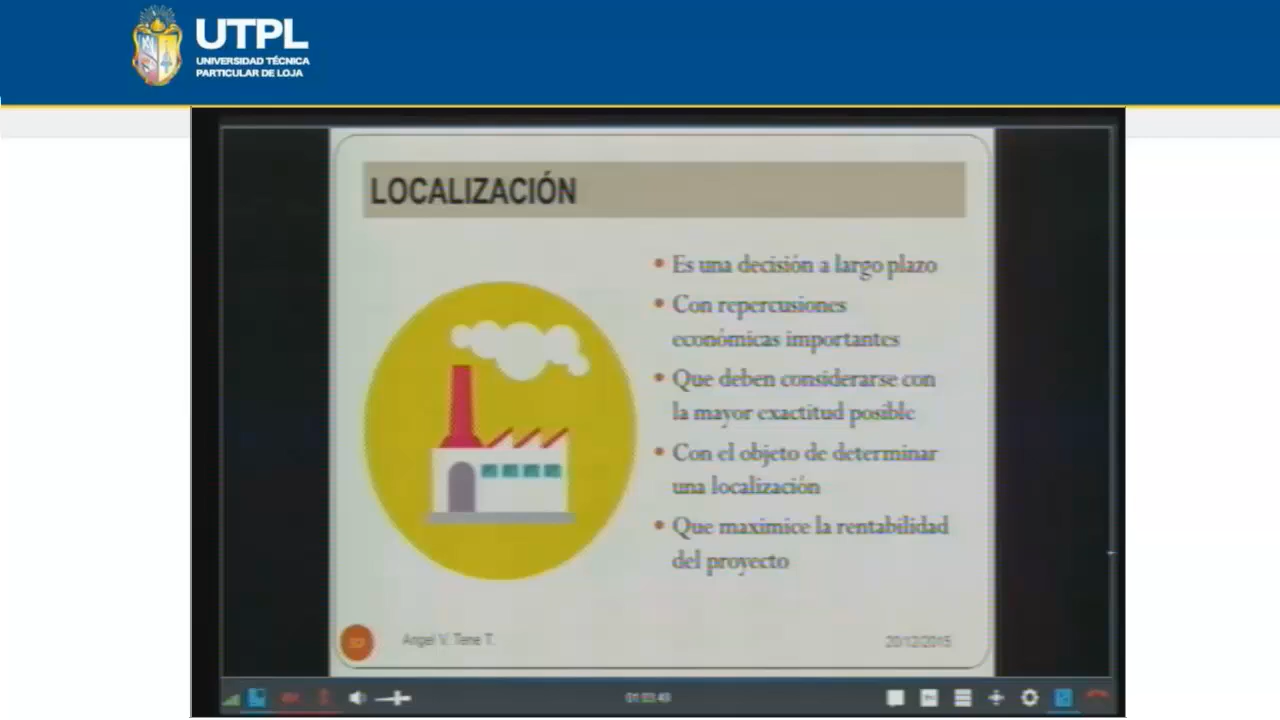 UTPL
UNIVERSIDAD TÉCNICA
PARTICULAR DE LOJA
LOCALIZACIÓN
• Es una decisión a largo plazo
• Con repercusiones
económicas importantes
• Que deben considerarse con
la mayor exactitud posible
• Con el objeto de determinar
una localización
• Que maximice la rentabilidad
del proyecto
Angel V. Tene T.
20/12/2015
01:03:43